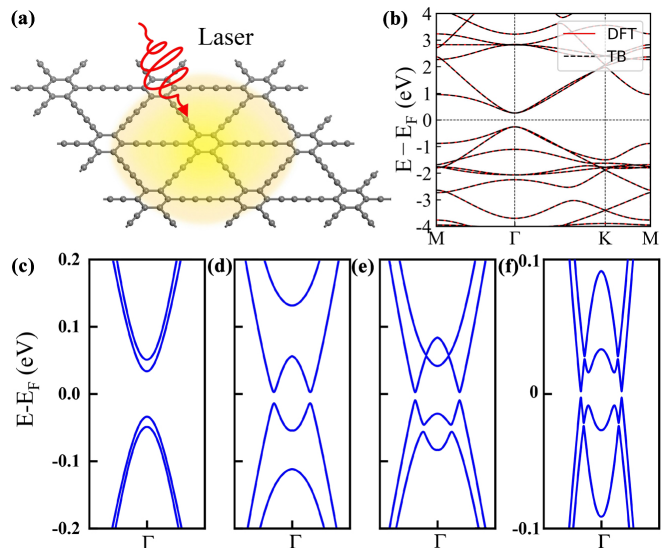 (a)
Laser
(b)
E − E_F (eV)
4
3
2
1
0
-1
-2
-3
-4
DFT
TB
M Γ K M
(c) (d) (e) (f)
E-E_F (eV)
0.2
0.1
0.0
-0.1
-0.2
0.1
0
-0.1
Γ Γ Γ Γ